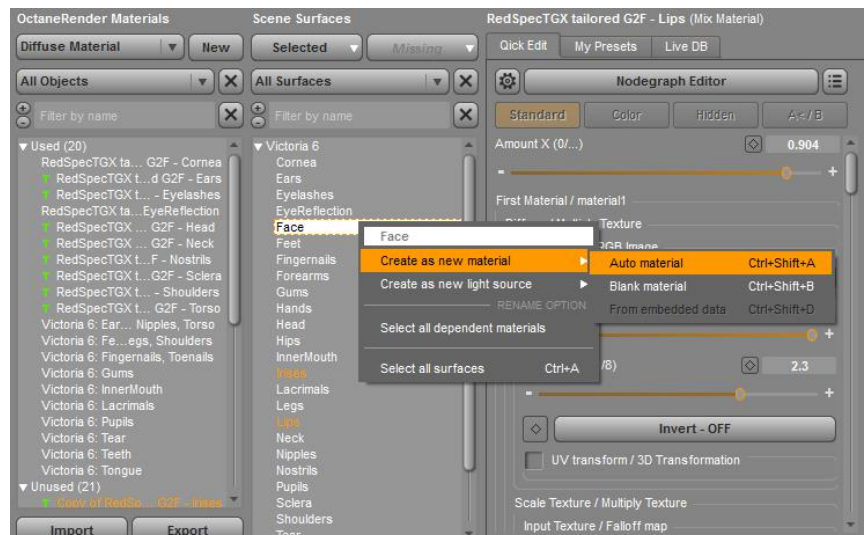 OctaneRender Materials
Diffuse Material
New
All Objects
Filter by name
Used (20)
RedSpecTGX ta... G2F - Cornea
RedSpecTGX t...d G2F - Ears
RedSpecTGX t... - Eyelashes
RedSpecTGX ta...EyeReflection
RedSpecTGX ... G2F - Head
RedSpecTGX ... G2F - Neck
RedSpecTGX t...F - Nostrils
RedSpecTGX t...G2F - Sclera
RedSpecTGX t... - Shoulders
RedSpecTGX t... G2F - Torso
Victoria 6: Ear... Nipples, Torso
Victoria 6: Fe...egs, Shoulders
Victoria 6: Fingernails, Toenails
Victoria 6: Gums
Victoria 6: InnerMouth
Victoria 6: Lacrimals
Victoria 6: Pupils
Victoria 6: Tear
Victoria 6: Teeth
Victoria 6: Tongue
Unused (21)
Copy of RedSp... G2F - Irises
Import
Export
Scene Surfaces
Selected
Missing
All Surfaces
Filter by name
Victoria 6
Cornea
Ears
Eyelashes
EyeReflection
Face
Feet
Fingernails
Forearms
Gums
Hands
Head
Hips
InnerMouth
Irises
Lacrimals
Legs
Lips
Neck
Nipples
Nostrils
Pupils
Sclera
Shoulders
Tear
Face
Create as new material
Create as new light source
RENAME OPTION
Select all dependent materials
Select all surfaces Ctrl+A
Auto material Ctrl+Shift+A
Blank material Ctrl+Shift+B
From embedded data Ctrl+Shift+D
RedSpecTGX tailored G2F - Lips (Mix Material)
Qick Edit
My Presets
Live DB
Nodegraph Editor
Standard
Color
Hidden
A< / B
Amount X (0/...)
0.904
- +
First Material / material1
Texture
RGB Image
+
/8)
2.3
- +
Invert - OFF
UV transform / 3D Transformation
Scale Texture / Multiply Texture
Input Texture / Falloff map